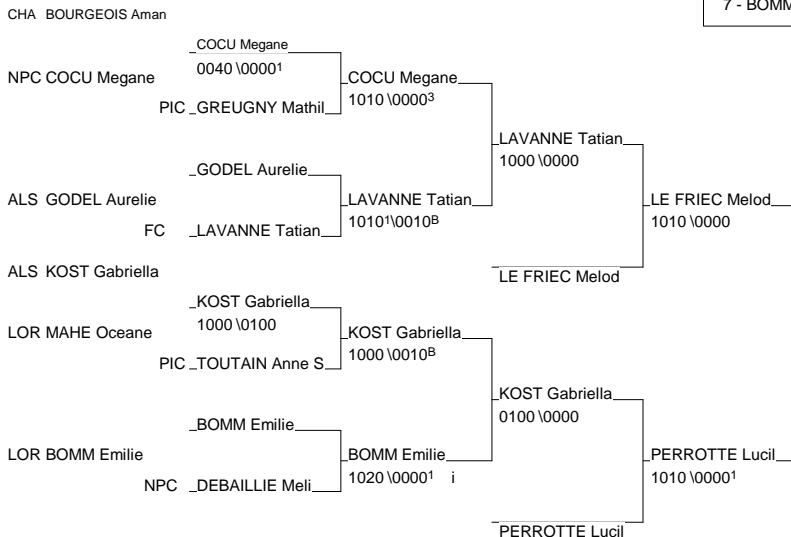 7 - BOMM
CHA BOURGEOIS Aman
COCU Megane
0040 \0000¹
NPC COCU Megane
COCU Megane
1010 \0000³
PIC GREUGNY Mathil
LAVANNE Tatian
1000 \0000
GODEL Aurelie
ALS GODEL Aurelie
LAVANNE Tatian
1010¹\0010ᴮ
LE FRIEC Melod
1010 \0000
FC LAVANNE Tatian
ALS KOST Gabriella
LE FRIEC Melod
KOST Gabriella
1000 \0100
LOR MAHE Oceane
KOST Gabriella
1000 \0010ᴮ
PIC TOUTAIN Anne S
KOST Gabriella
0100 \0000
BOMM Emilie
LOR BOMM Emilie
BOMM Emilie
1020 \0000¹ i
PERROTTE Lucil
1010 \0000¹
NPC DEBAILLIE Meli
PERROTTE Lucil